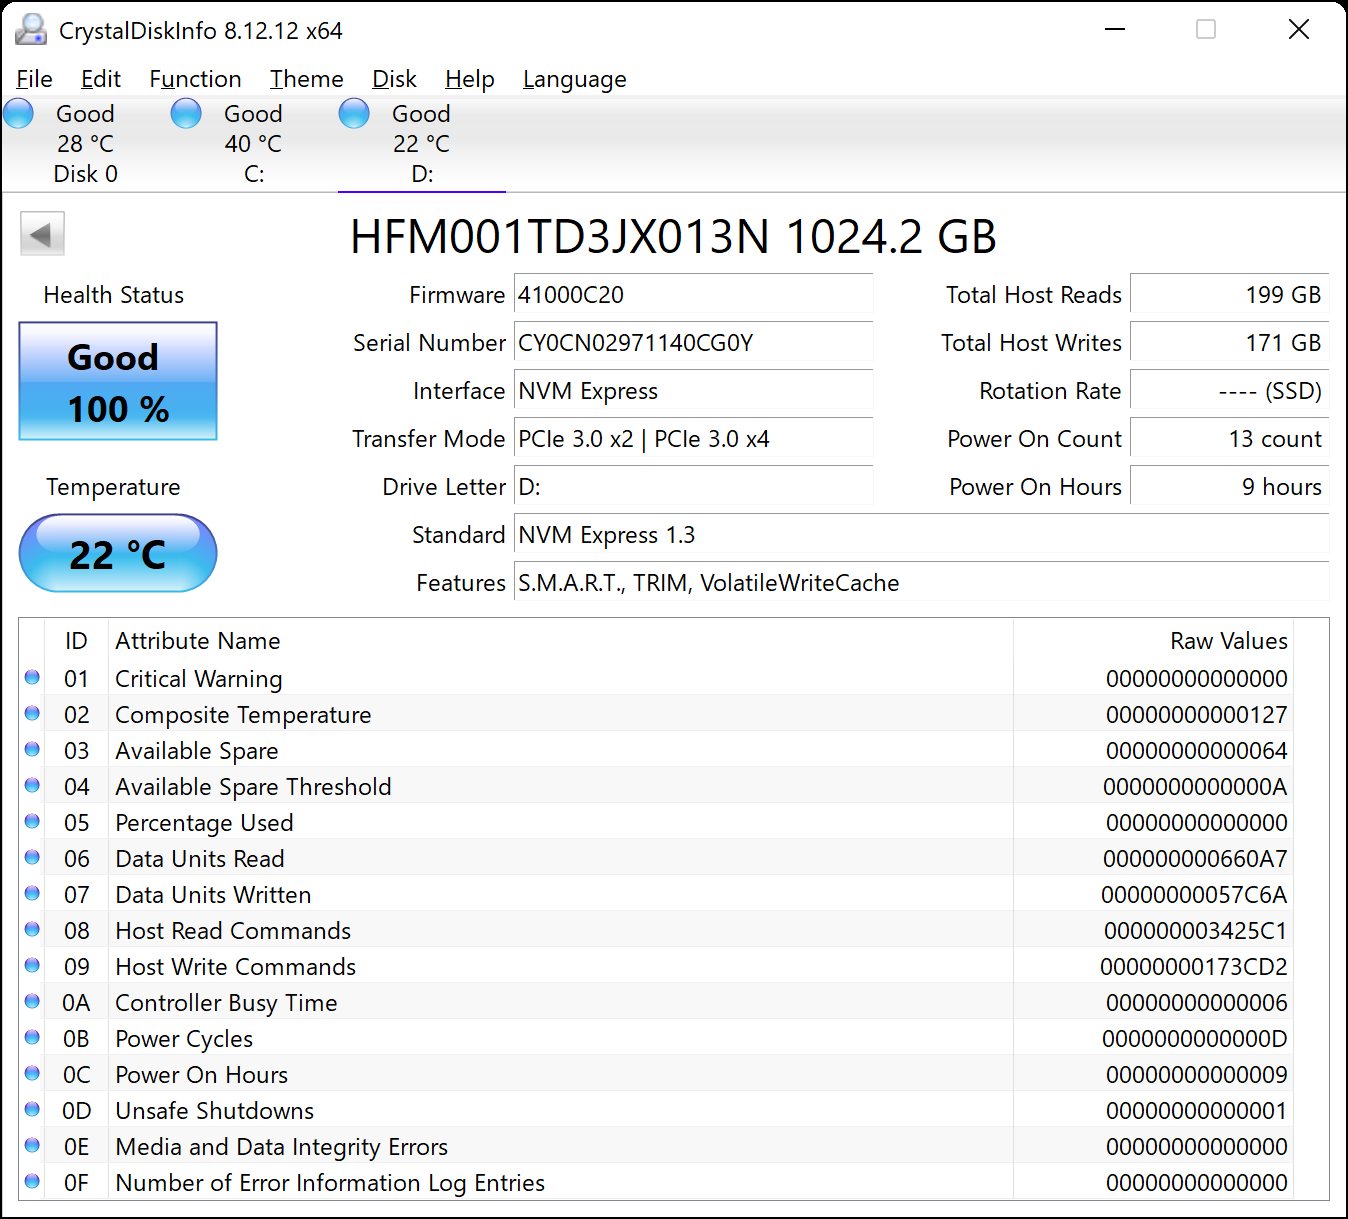 CrystalDiskInfo 8.12.12 x64
File Edit Function Theme Disk Help Language
Good Good Good
28 °C 40 °C 22 °C
Disk 0 C: D:
HFM001TD3JX013N 1024.2 GB
Health Status
Good
100 %
Temperature
22 °C
Firmware 41000C20
Serial Number CY0CN02971140CG0Y
Interface NVM Express
Transfer Mode PCIe 3.0 x2 | PCIe 3.0 x4
Drive Letter D:
Standard NVM Express 1.3
Features S.M.A.R.T., TRIM, VolatileWriteCache
Total Host Reads 199 GB
Total Host Writes 171 GB
Rotation Rate ---- (SSD)
Power On Count 13 count
Power On Hours 9 hours
ID Attribute Name Raw Values
01 Critical Warning 00000000000000
02 Composite Temperature 00000000000127
03 Available Spare 00000000000064
04 Available Spare Threshold 0000000000000A
05 Percentage Used 00000000000000
06 Data Units Read 000000000660A7
07 Data Units Written 00000000057C6A
08 Host Read Commands 000000003425C1
09 Host Write Commands 00000000173CD2
0A Controller Busy Time 00000000000006
0B Power Cycles 0000000000000D
0C Power On Hours 00000000000009
0D Unsafe Shutdowns 00000000000001
0E Media and Data Integrity Errors 00000000000000
0F Number of Error Information Log Entries 00000000000000